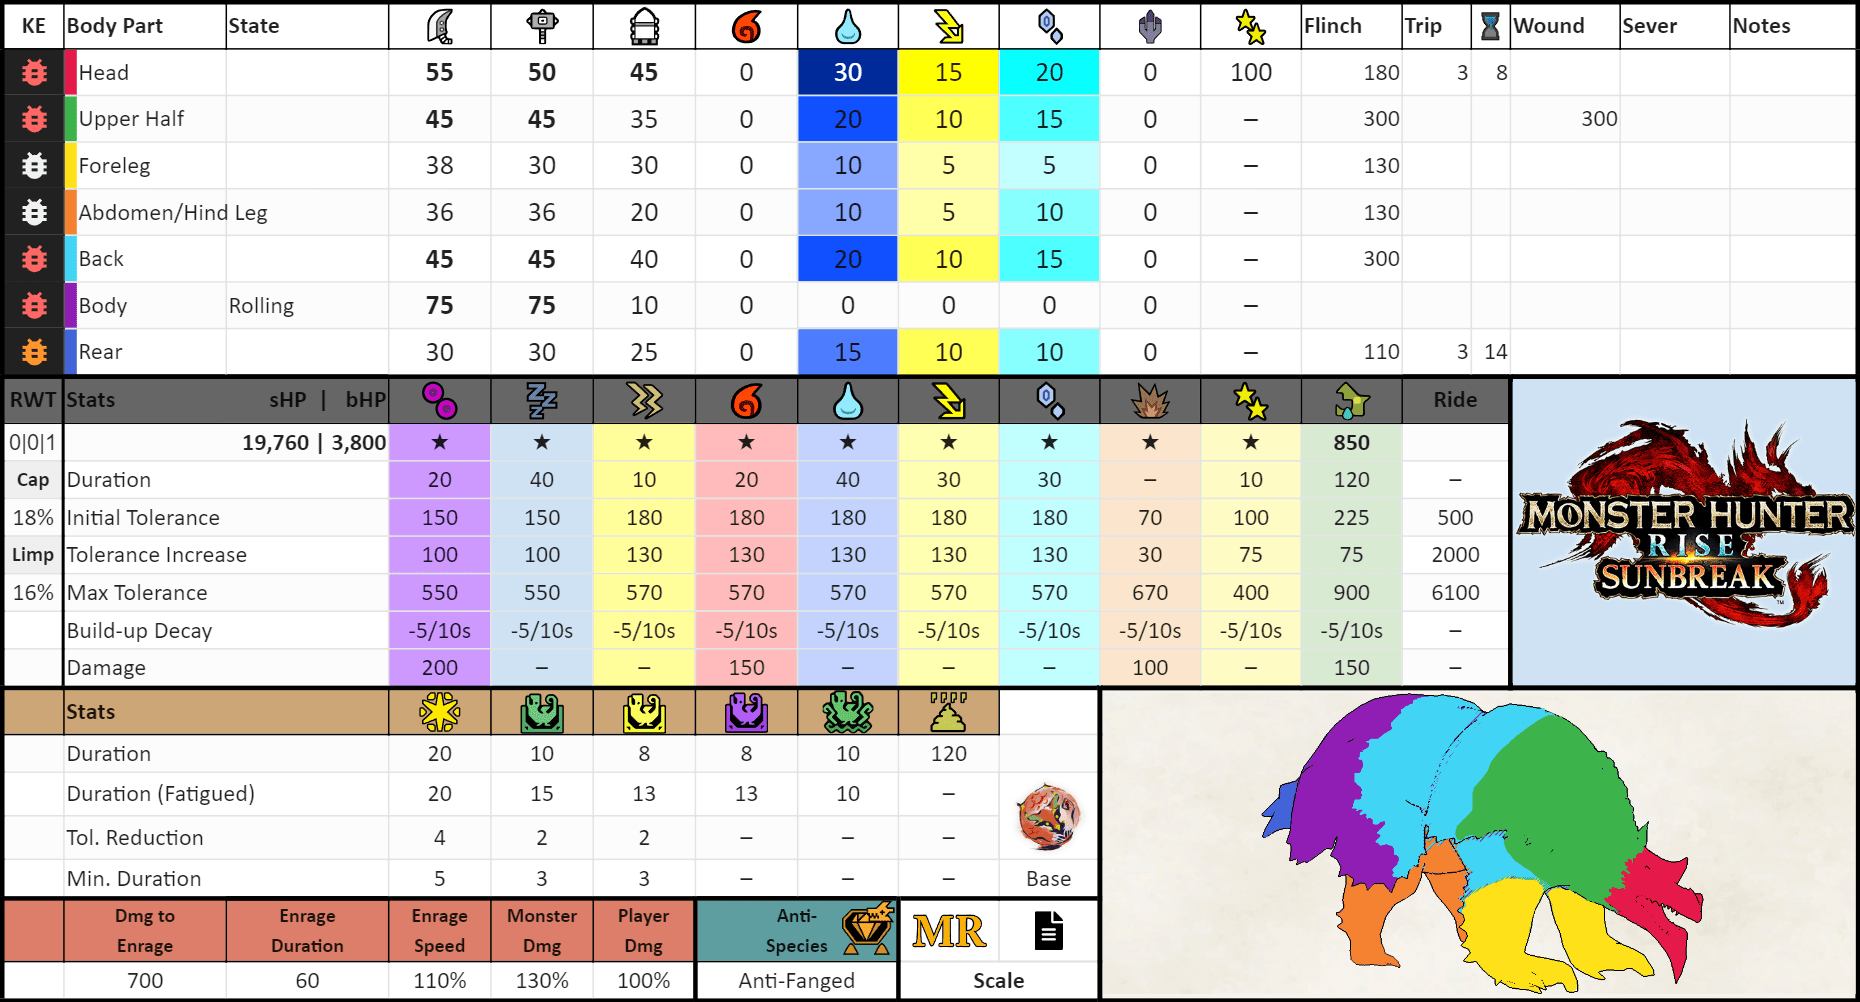 KE Body Part State Flinch Trip Wound Sever Notes
Head 55 50 45 0 30 15 20 0 100 180 3 8
Upper Half 45 45 35 0 20 10 15 0 – 300 300
Foreleg 38 30 30 0 10 5 5 0 – 130
Abdomen/Hind Leg 36 36 20 0 10 5 10 0 – 130
Back 45 45 40 0 20 10 15 0 – 300
Body Rolling 75 75 10 0 0 0 0 0 –
Rear 30 30 25 0 15 10 10 0 – 110 3 14
RWT Stats sHP | bHP Ride
0|0|1 19,760 | 3,800 ★ ★ ★ ★ ★ ★ ★ ★ ★ 850
Cap Duration 20 40 10 20 40 30 30 – 10 120 –
18% Initial Tolerance 150 150 180 180 180 180 180 70 100 225 500
Limp Tolerance Increase 100 100 130 130 130 130 130 30 75 75 2000
16% Max Tolerance 550 550 570 570 570 570 570 670 400 900 6100
Build-up Decay -5/10s -5/10s -5/10s -5/10s -5/10s -5/10s -5/10s -5/10s -5/10s -5/10s –
Damage 200 – – 150 – – – 100 – 150 –
MONSTER HUNTER
RISE
SUNBREAK
™
Stats
Duration 20 10 8 8 10 120
Duration (Fatigued) 20 15 13 13 10 –
Tol. Reduction 4 2 2 – – –
Min. Duration 5 3 3 – – – Base
Dmg to Enrage Enrage Monster Player Anti-
Enrage Duration Speed Dmg Dmg Species MR
700 60 110% 130% 100% Anti-Fanged Scale